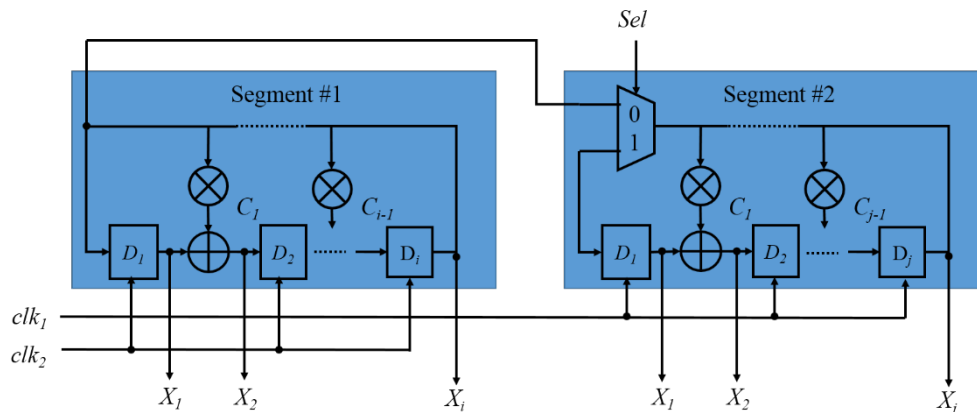 Sel
Segment #1
Segment #2
0
1
C1
Ci-1
C1
Cj-1
D1
D2
Di
D1
D2
Dj
clk1
clk2
X1
X2
Xi
X1
X2
Xj